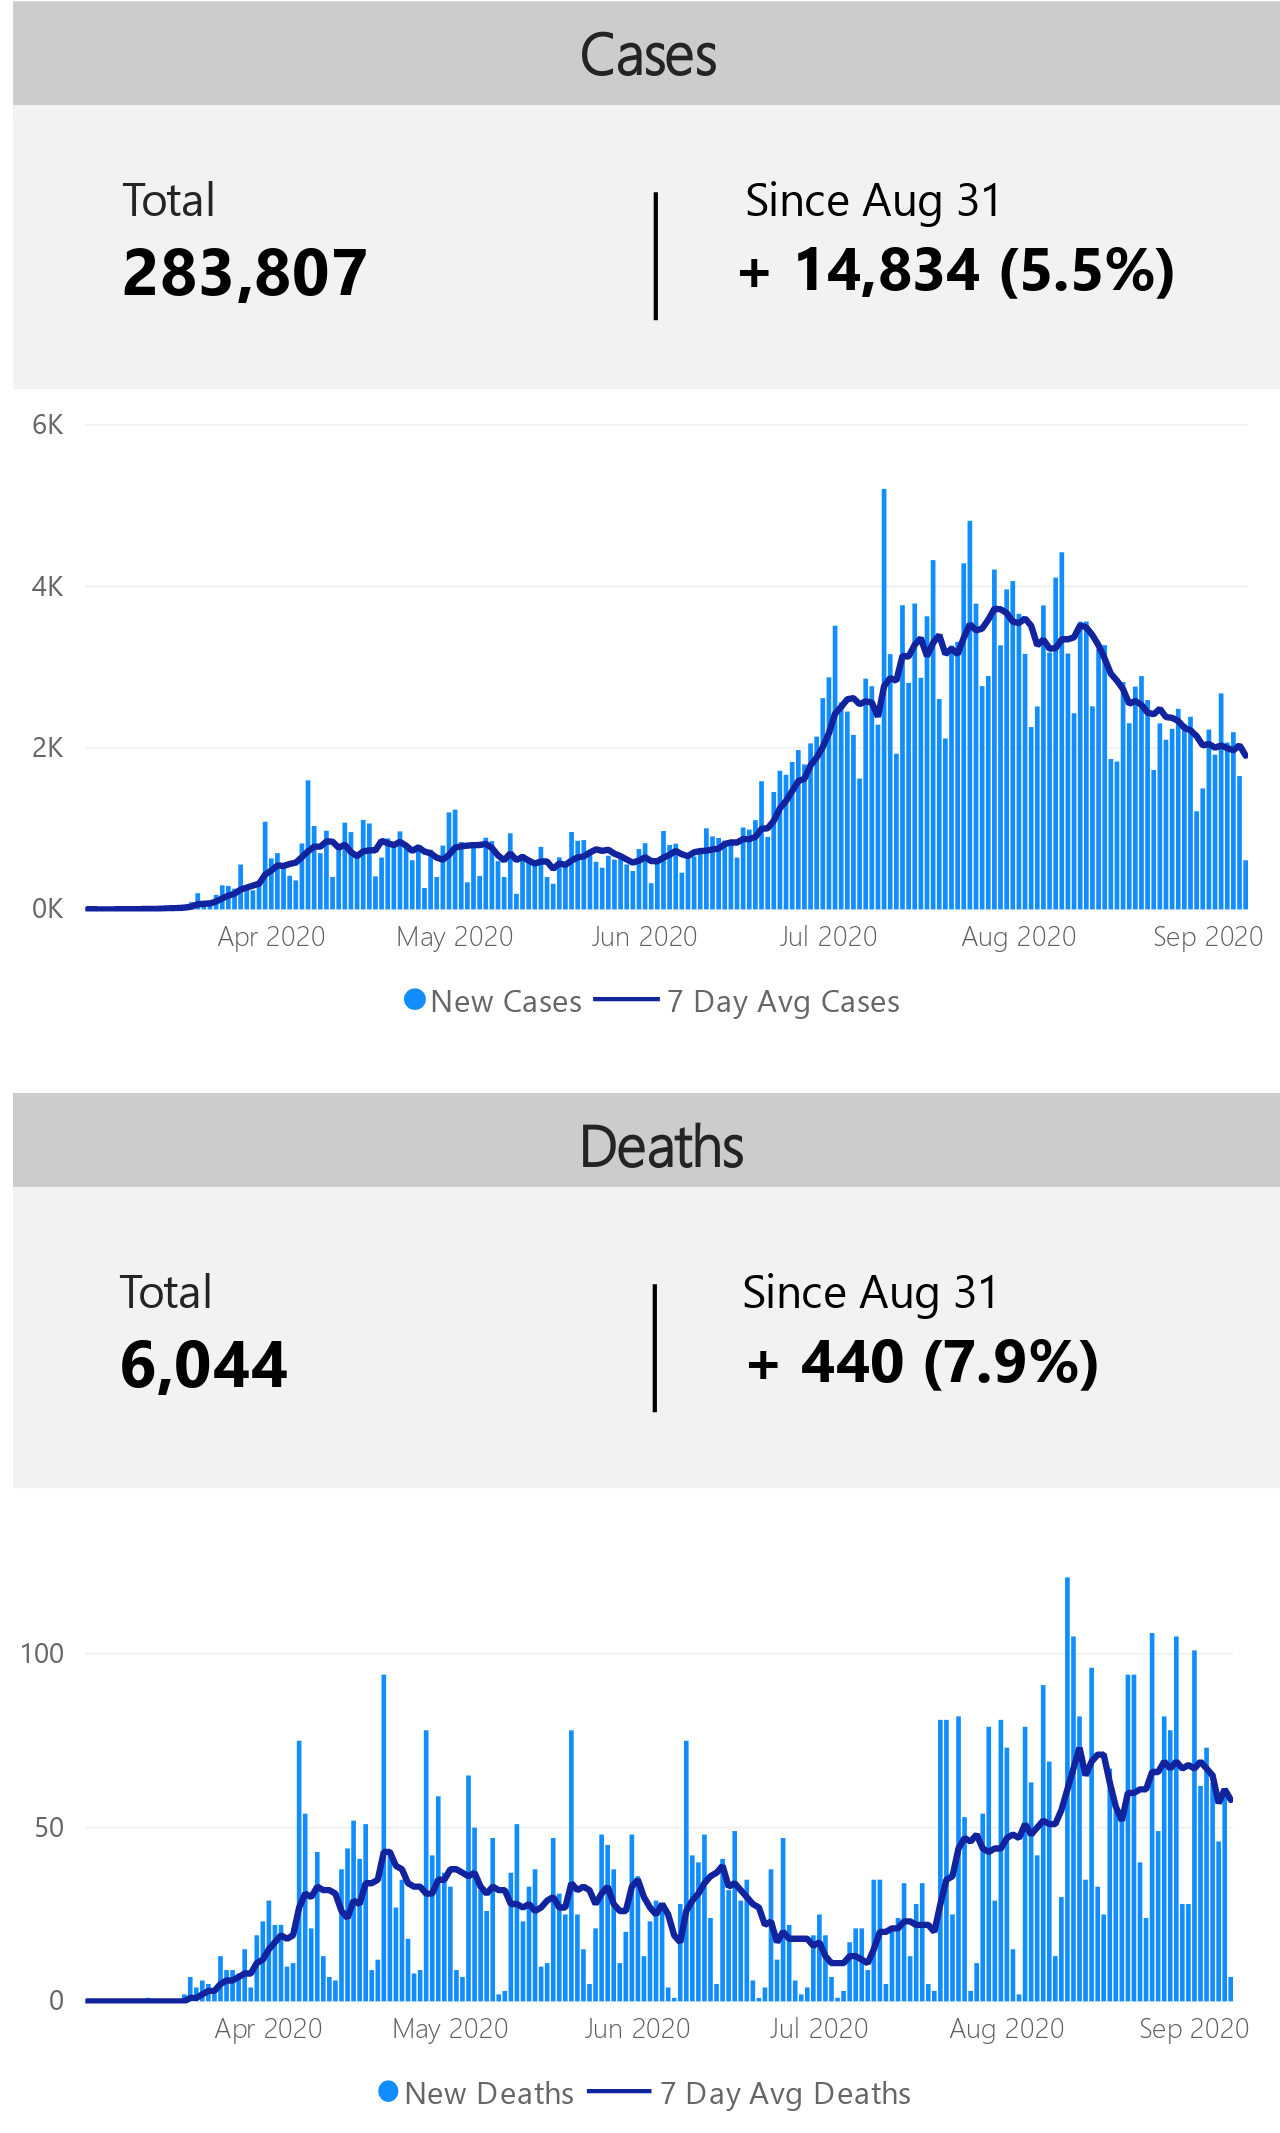 Cases
Total
Since Aug 31
283,807
+ 14,834 (5.5%)
6K
4K
2K
0K
Apr 2020 May 2020 Jun 2020 Jul 2020 Aug 2020 Sep 2020
New Cases 7 Day Avg Cases
Deaths
Total
Since Aug 31
6,044
+ 440 (7.9%)
100
50
0
Apr 2020 May 2020 Jun 2020 Jul 2020 Aug 2020 Sep 2020
New Deaths 7 Day Avg Deaths